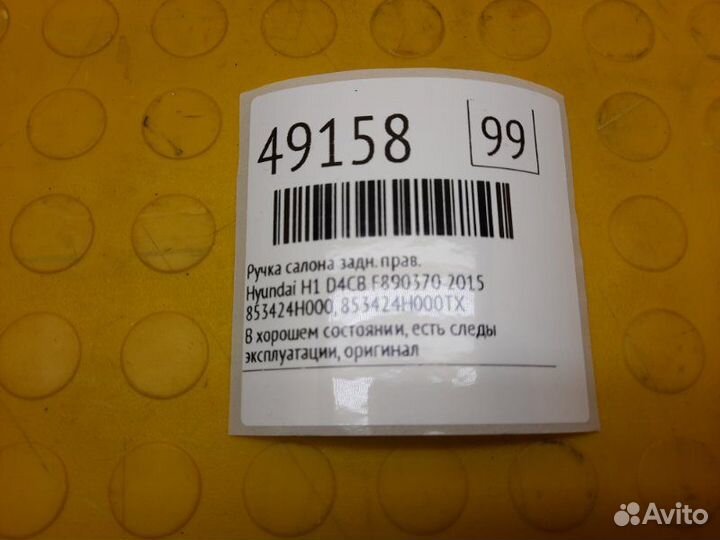 49158 99
Ручка салона задн. прав.
Hyundai H1 D4CB F890370 2015
853424H000, 853424H000TX
В хорошем состоянии, есть следы
эксплуатации, оригинал
Avito